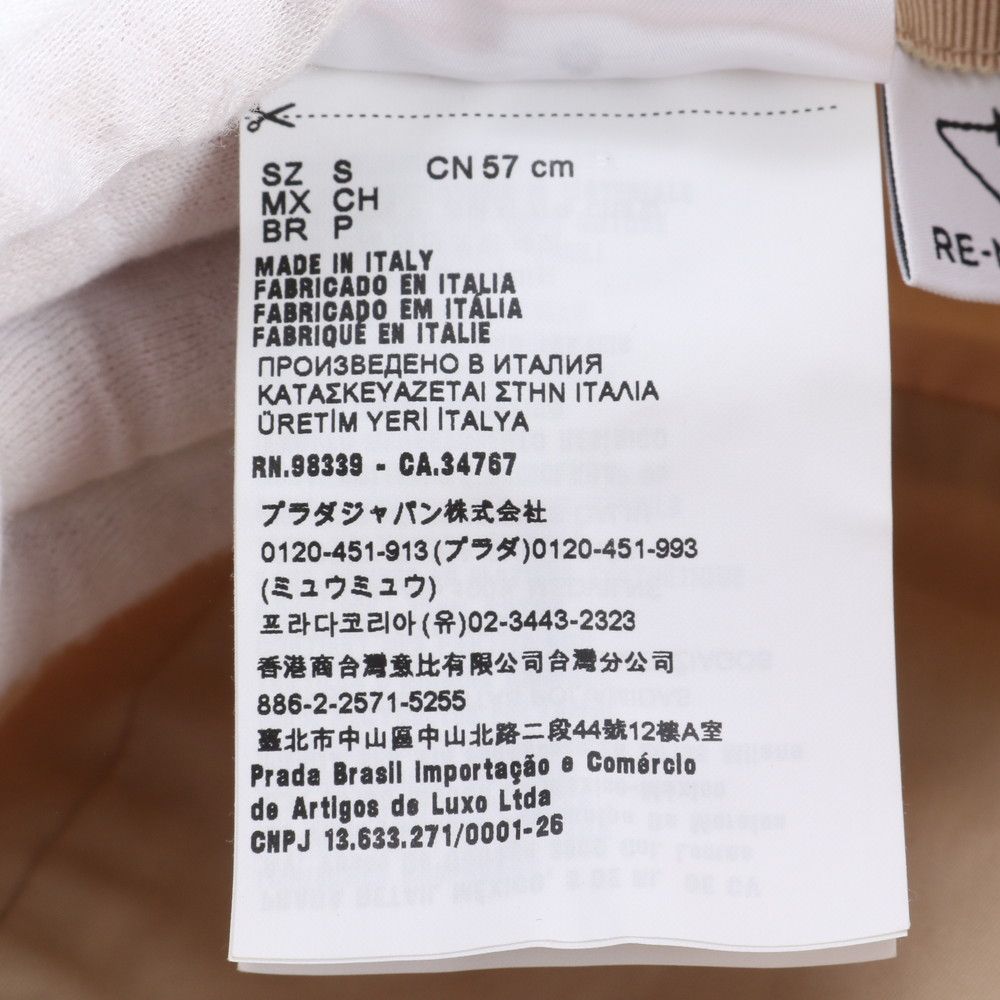 SZ S CN 57 cm
MX CH
BR P
MADE IN ITALY
FABRICADO EN ITALIA
FABRICADO EM ITÁLIA
FABRIQUÉ EN ITALIE
ПРОИЗВЕДЕНО В ИТАЛИЯ
ΚΑΤΑΣΚΕΥΑΖΕΤΑΙ ΣΤΗΝ ΙΤΑΛΙΑ
ÜRETİM YERİ İTALYA
RN.98339 - CA.34767
プラダジャパン株式会社
0120-451-913(プラダ)0120-451-993
(ミュウミュウ)
프라다코리아(유)02-3443-2323
香港商台灣意比有限公司台灣分公司
886-2-2571-5255
臺北市中山區中山北路二段44號12樓A室
Prada Brasil Importação e Comércio
de Artigos de Luxo Ltda
CNPJ 13.633.271/0001-26